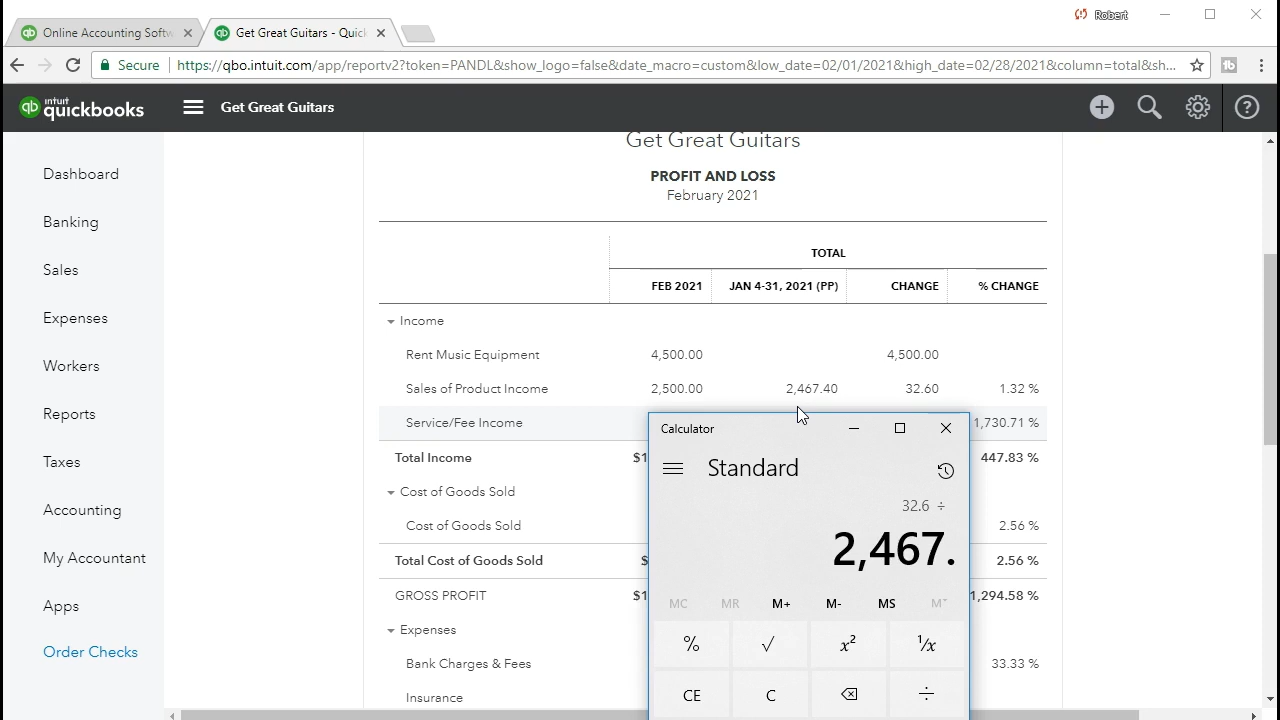 Robert
Online Accounting Softw
Get Great Guitars - Quick
Secure
https://qbo.intuit.com/app/reportv2?token=PANDL&show_logo=false&date_macro=custom&low_date=02/01/2021&high_date=02/28/2021&column=total&sh...
qb intuit quickbooks
Get Great Guitars
Dashboard
Banking
Sales
Expenses
Workers
Reports
Taxes
Accounting
My Accountant
Apps
Order Checks
Get Great Guitars
PROFIT AND LOSS
February 2021
TOTAL
FEB 2021 JAN 4-31, 2021 (PP) CHANGE % CHANGE
Income
Rent Music Equipment 4,500.00 4,500.00
Sales of Product Income 2,500.00 2,467.40 32.60 1.32 %
Service/Fee Income 1,730.71 %
Total Income $1 447.83 %
Cost of Goods Sold
Cost of Goods Sold 2.56 %
Total Cost of Goods Sold $ 2.56 %
GROSS PROFIT $1 1,294.58 %
Expenses
Bank Charges & Fees 33.33 %
Insurance
Calculator
Standard
32.6 ÷
2,467.
MC MR M+ M- MS M˅
% √ x² ¹/x
CE C ÷